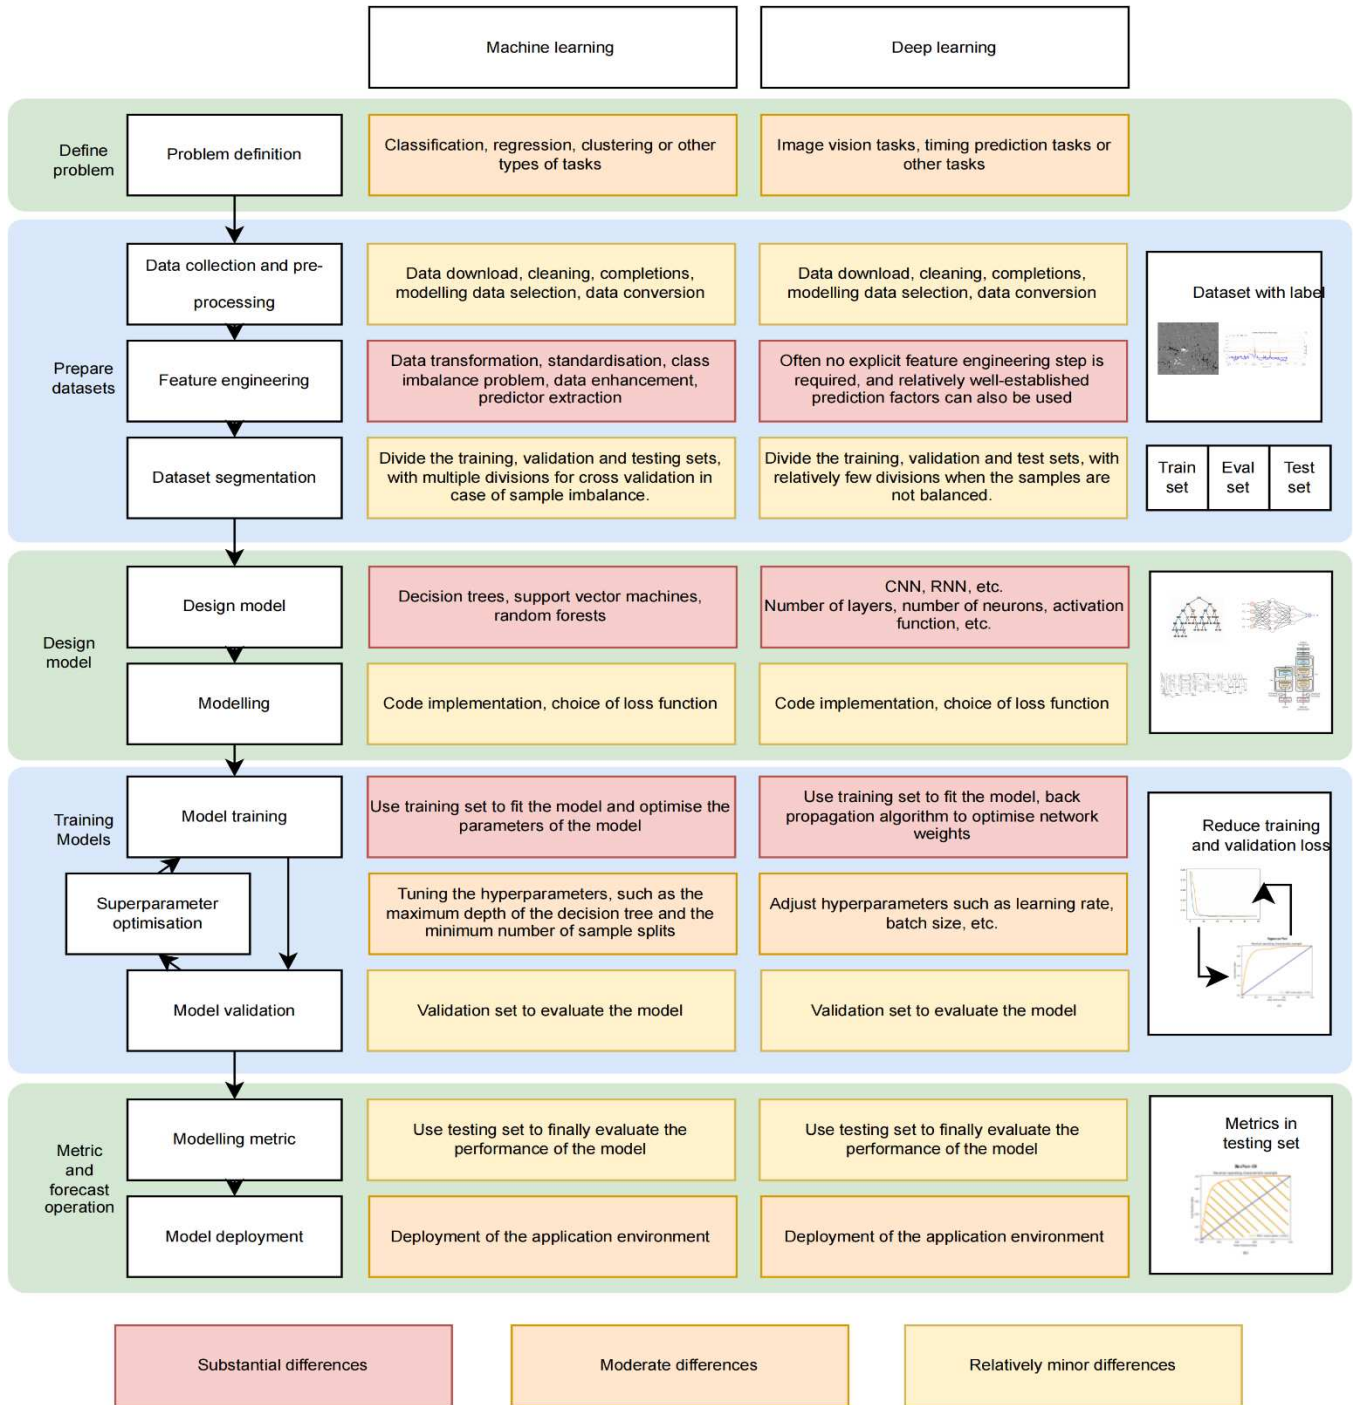 Machine learning
Deep learning
Define
problem
Problem definition
Classification, regression, clustering or other
types of tasks
Image vision tasks, timing prediction tasks or
other tasks
Prepare
datasets
Data collection and pre-
processing
Data download, cleaning, completions,
modelling data selection, data conversion
Data download, cleaning, completions,
modelling data selection, data conversion
Dataset with label
Feature engineering
Data transformation, standardisation, class
imbalance problem, data enhancement,
predictor extraction
Often no explicit feature engineering step is
required, and relatively well-established
prediction factors can also be used
Dataset segmentation
Divide the training, validation and testing sets,
with multiple divisions for cross validation in
case of sample imbalance.
Divide the training, validation and test sets, with
relatively few divisions when the samples are
not balanced.
Train
set
Eval
set
Test
set
Design
model
Design model
Decision trees, support vector machines,
random forests
CNN, RNN, etc.
Number of layers, number of neurons, activation
function, etc.
Modelling
Code implementation, choice of loss function
Code implementation, choice of loss function
Training
Models
Model training
Use training set to fit the model and optimise the
parameters of the model
Use training set to fit the model, back
propagation algorithm to optimise network
weights
Reduce training
and validation loss
Superparameter
optimisation
Tuning the hyperparameters, such as the
maximum depth of the decision tree and the
minimum number of sample splits
Adjust hyperparameters such as learning rate,
batch size, etc.
Model validation
Validation set to evaluate the model
Validation set to evaluate the model
Metric
and
forecast
operation
Modelling metric
Use testing set to finally evaluate the
performance of the model
Use testing set to finally evaluate the
performance of the model
Metrics in
testing set
Model deployment
Deployment of the application environment
Deployment of the application environment
Substantial differences
Moderate differences
Relatively minor differences